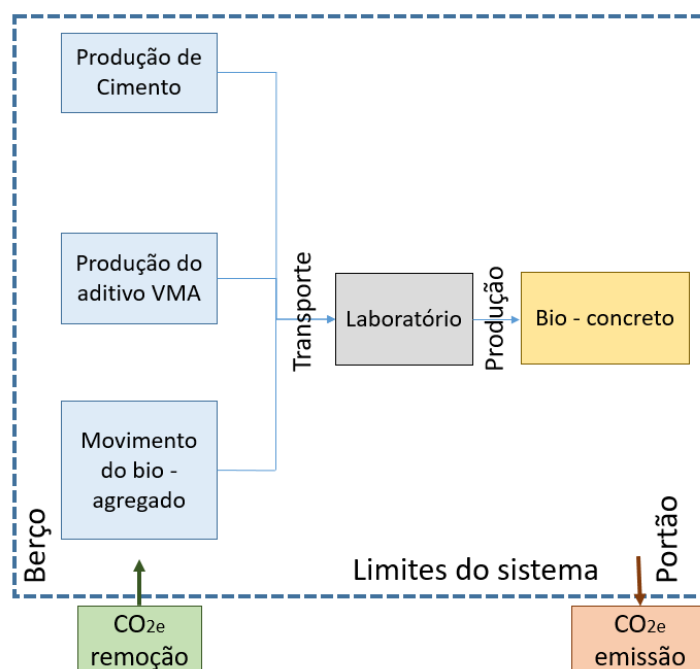 Produção de
Cimento
Produção do
aditivo VMA
Movimento
do bio -
agregado
Transporte
Laboratório
Produção
Bio - concreto
Berço
Limites do sistema
Portão
CO2e
remoção
CO2e
emissão